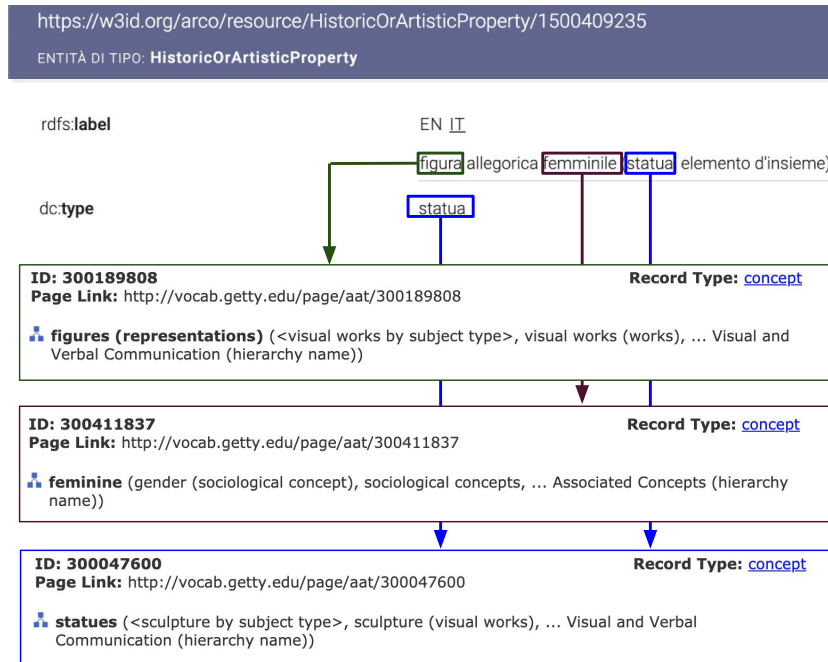 https://w3id.org/arco/resource/HistoricOrArtisticProperty/1500409235
ENTITÀ DI TIPO: HistoricOrArtisticProperty
rdfs:label
EN IT
figura allegorica femminile (statua elemento d'insieme)
dc:type
statua
ID: 300189808
Record Type: concept
Page Link: http://vocab.getty.edu/page/aat/300189808
figures (representations) (<visual works by subject type>, visual works (works), ... Visual and
Verbal Communication (hierarchy name))
ID: 300411837
Record Type: concept
Page Link: http://vocab.getty.edu/page/aat/300411837
feminine (gender (sociological concept), sociological concepts, ... Associated Concepts (hierarchy
name))
ID: 300047600
Record Type: concept
Page Link: http://vocab.getty.edu/page/aat/300047600
statues (<sculpture by subject type>, sculpture (visual works), ... Visual and Verbal
Communication (hierarchy name))